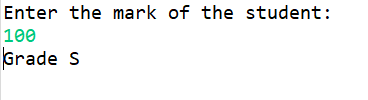 Enter the mark of the student:
100
Grade S